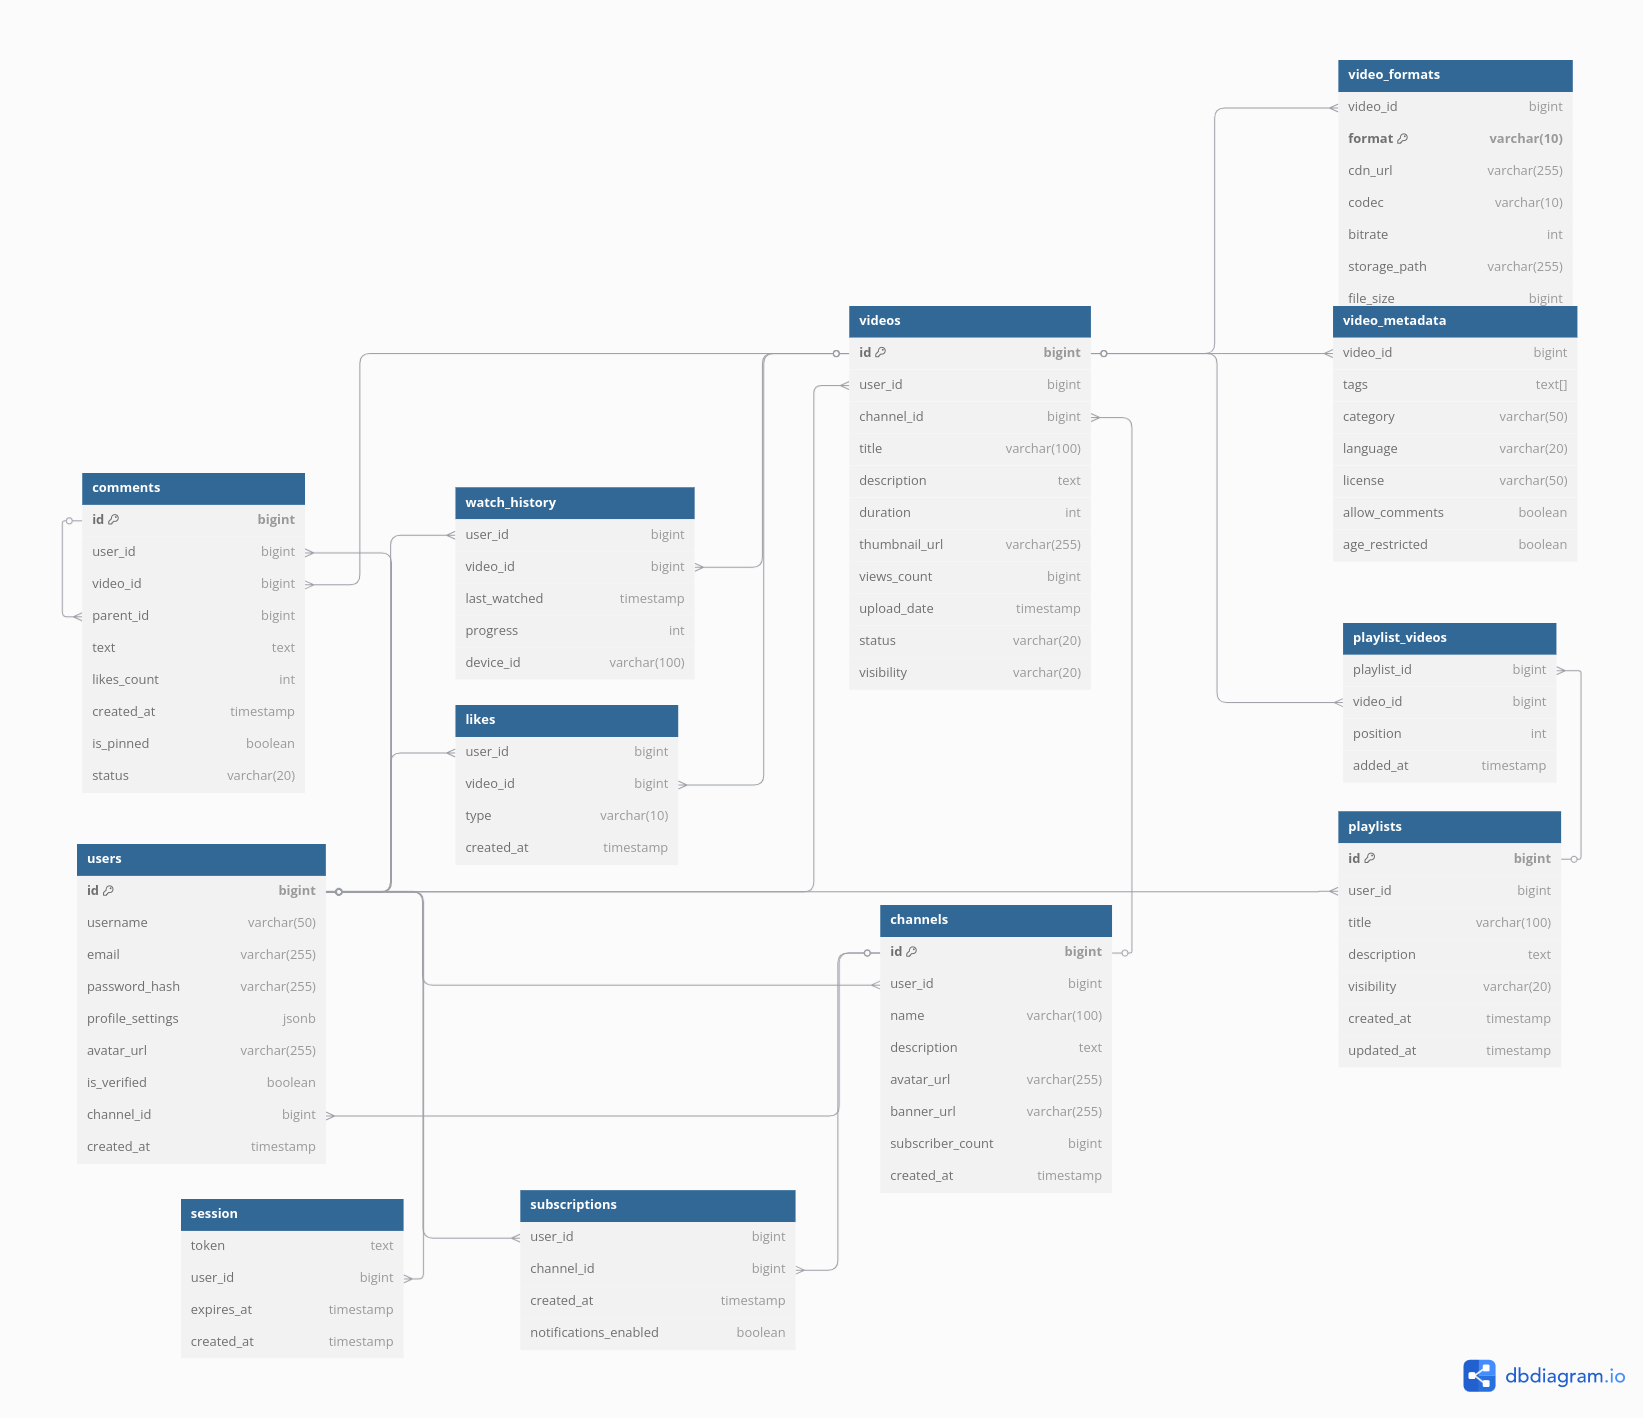 video_formats
video_id bigint
format varchar(10)
cdn_url varchar(255)
codec varchar(10)
bitrate int
storage_path varchar(255)
file_size bigint
videos
id bigint
user_id bigint
channel_id bigint
title varchar(100)
description text
duration int
thumbnail_url varchar(255)
views_count bigint
upload_date timestamp
status varchar(20)
visibility varchar(20)
video_metadata
video_id bigint
tags text[]
category varchar(50)
language varchar(20)
license varchar(50)
allow_comments boolean
age_restricted boolean
comments
id bigint
user_id bigint
video_id bigint
parent_id bigint
text text
likes_count int
created_at timestamp
is_pinned boolean
status varchar(20)
watch_history
user_id bigint
video_id bigint
last_watched timestamp
progress int
device_id varchar(100)
likes
user_id bigint
video_id bigint
type varchar(10)
created_at timestamp
playlist_videos
playlist_id bigint
video_id bigint
position int
added_at timestamp
playlists
id bigint
user_id bigint
title varchar(100)
description text
visibility varchar(20)
created_at timestamp
updated_at timestamp
users
id bigint
username varchar(50)
email varchar(255)
password_hash varchar(255)
profile_settings jsonb
avatar_url varchar(255)
is_verified boolean
channel_id bigint
created_at timestamp
channels
id bigint
user_id bigint
name varchar(100)
description text
avatar_url varchar(255)
banner_url varchar(255)
subscriber_count bigint
created_at timestamp
session
token text
user_id bigint
expires_at timestamp
created_at timestamp
subscriptions
user_id bigint
channel_id bigint
created_at timestamp
notifications_enabled boolean
dbdiagram.io